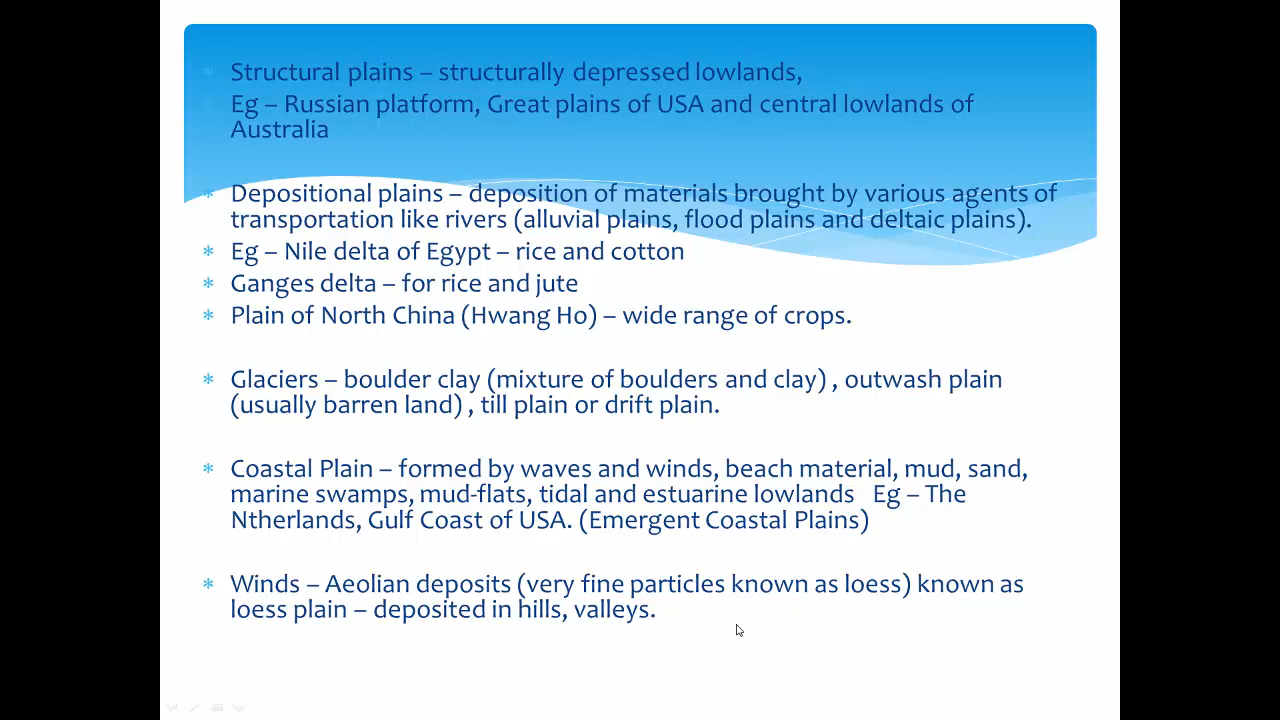 * Structural plains – structurally depressed lowlands,
* Eg – Russian platform, Great plains of USA and central lowlands of
Australia
* Depositional plains – deposition of materials brought by various agents of
transportation like rivers (alluvial plains, flood plains and deltaic plains).
* Eg – Nile delta of Egypt – rice and cotton
* Ganges delta – for rice and jute
* Plain of North China (Hwang Ho) – wide range of crops.
* Glaciers – boulder clay (mixture of boulders and clay) , outwash plain
(usually barren land) , till plain or drift plain.
* Coastal Plain – formed by waves and winds, beach material, mud, sand,
marine swamps, mud-flats, tidal and estuarine lowlands   Eg – The
Ntherlands, Gulf Coast of USA. (Emergent Coastal Plains)
* Winds – Aeolian deposits (very fine particles known as loess) known as
loess plain – deposited in hills, valleys.